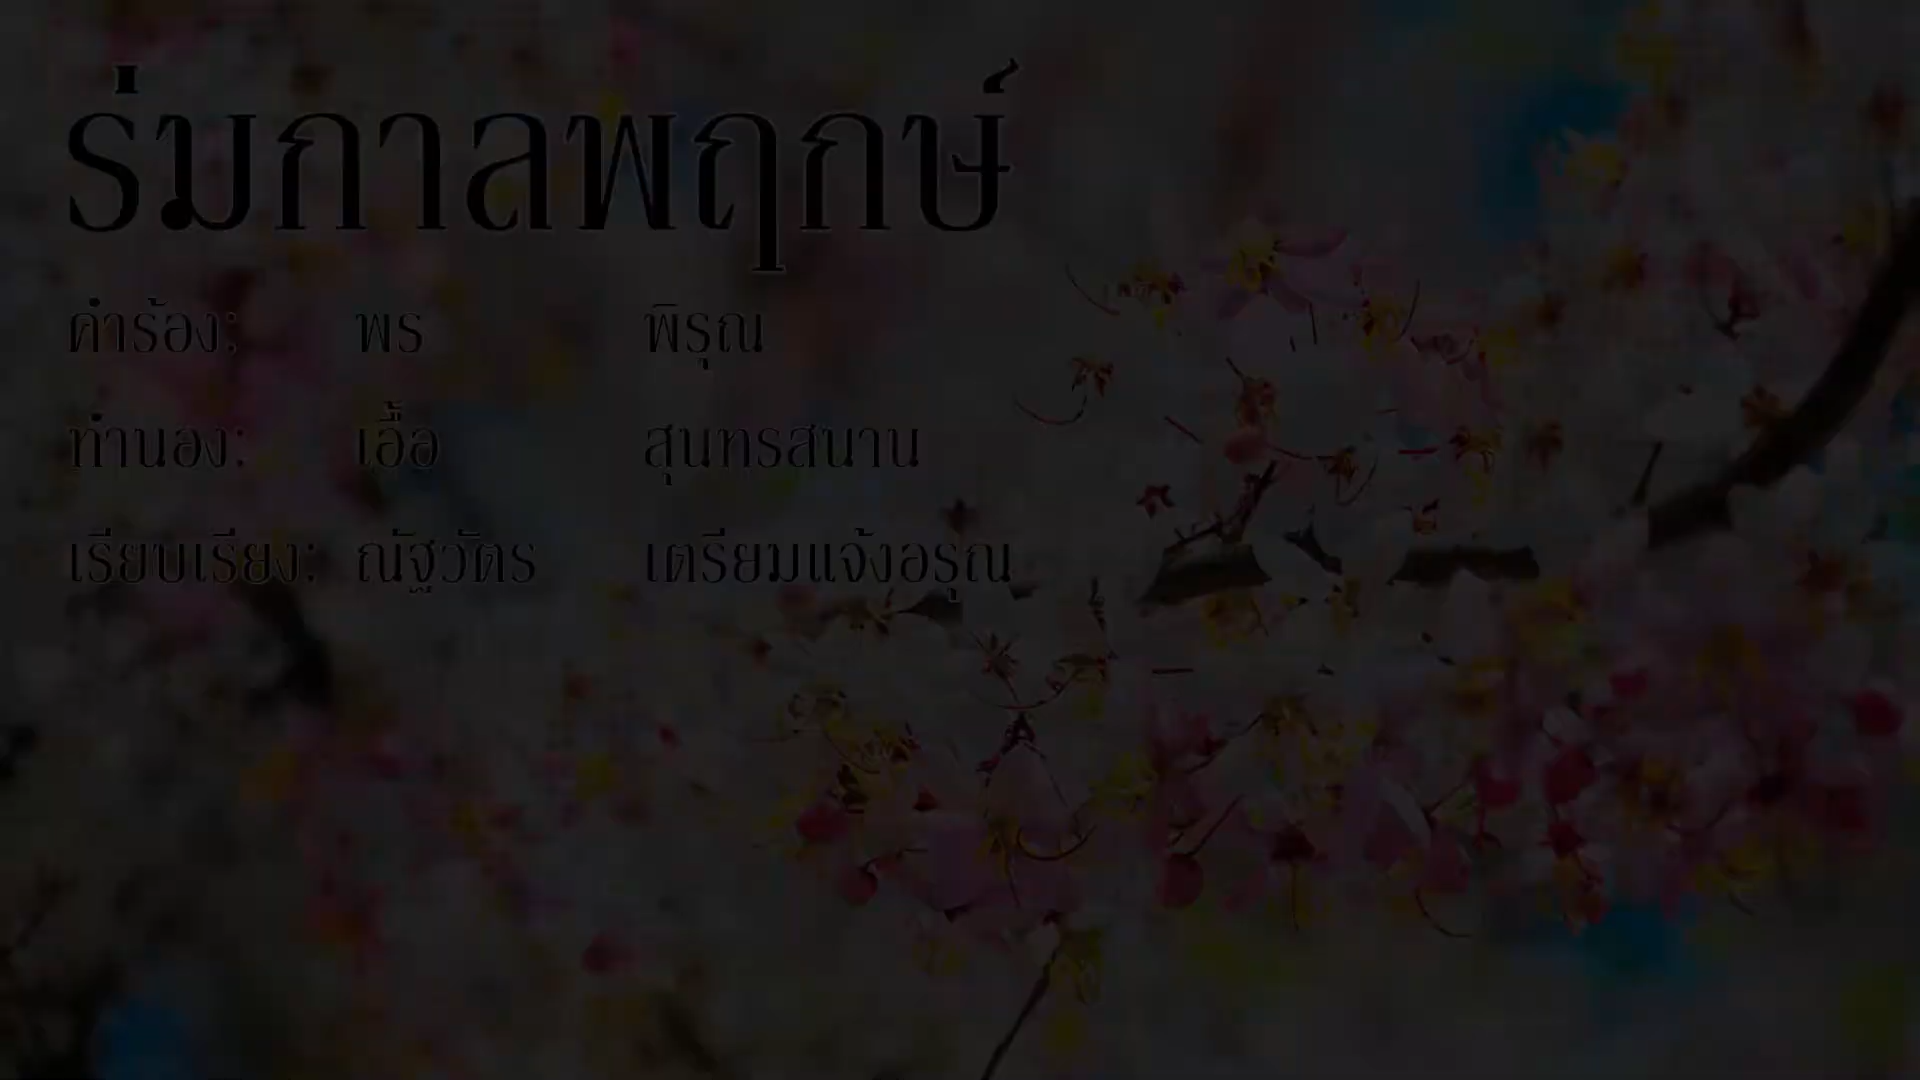 ร่มกาลพฤกษ์
คำร้อง: พร พิรุณ
ทำนอง: เอื้อ สุนทรสนาน
เรียบเรียง: ณัฐวัตร เตรียมแจ้งอรุณ